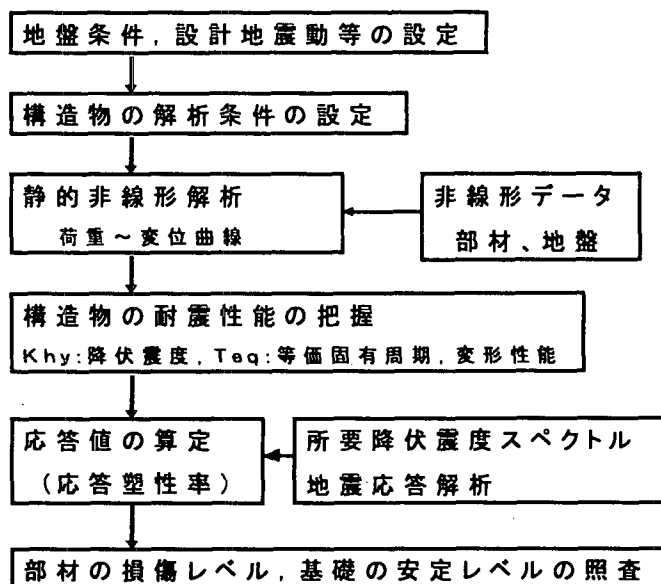 地盤条件,設計地震動等の設定
構造物の解析条件の設定
静的非線形解析
荷重～変位曲線
非線形データ
部材、地盤
構造物の耐震性能の把握
Khy:降伏震度,Teq:等価固有周期,変形性能
応答値の算定
(応答塑性率)
所要降伏震度スペクトル
地震応答解析
部材の損傷レベル,基礎の安定レベルの照査